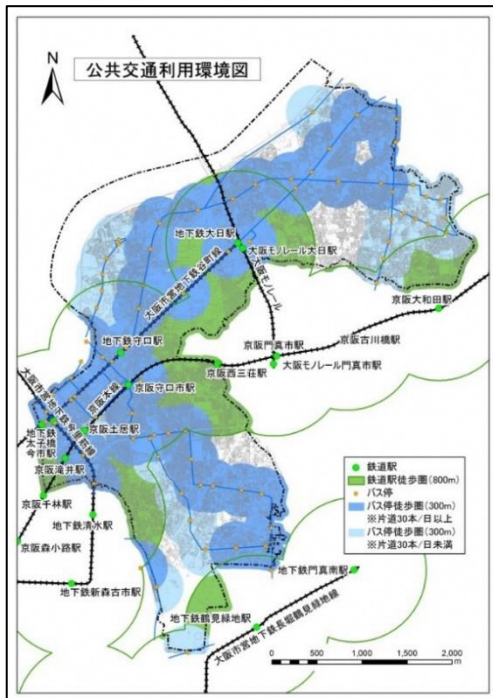 公共交通利用環境図
N
地下鉄大日駅
大阪モノレール大日駅
大阪市営地下鉄谷町線
大阪モノレール
京阪大和田駅
京阪古川橋駅
京阪門真市駅
地下鉄守口駅
京阪西三荘駅
大阪モノレール門真市駅
京阪本線
京阪守口市駅
大阪市営地下鉄今里筋線
京阪土居駅
地下鉄
太子橋
今市駅
京阪滝井駅
京阪千林駅
地下鉄清水駅
京阪森小路駅
地下鉄新森古市駅
地下鉄鶴見緑地駅
地下鉄門真南駅
大阪市営地下鉄長堀鶴見緑地線
鉄道駅
鉄道駅徒歩圏(800m)
バス停
バス停徒歩圏(300m)
※片道30本/日以上
バス停徒歩圏(300m)
※片道30本/日未満
0 500 1,000 1,500 2,000
m